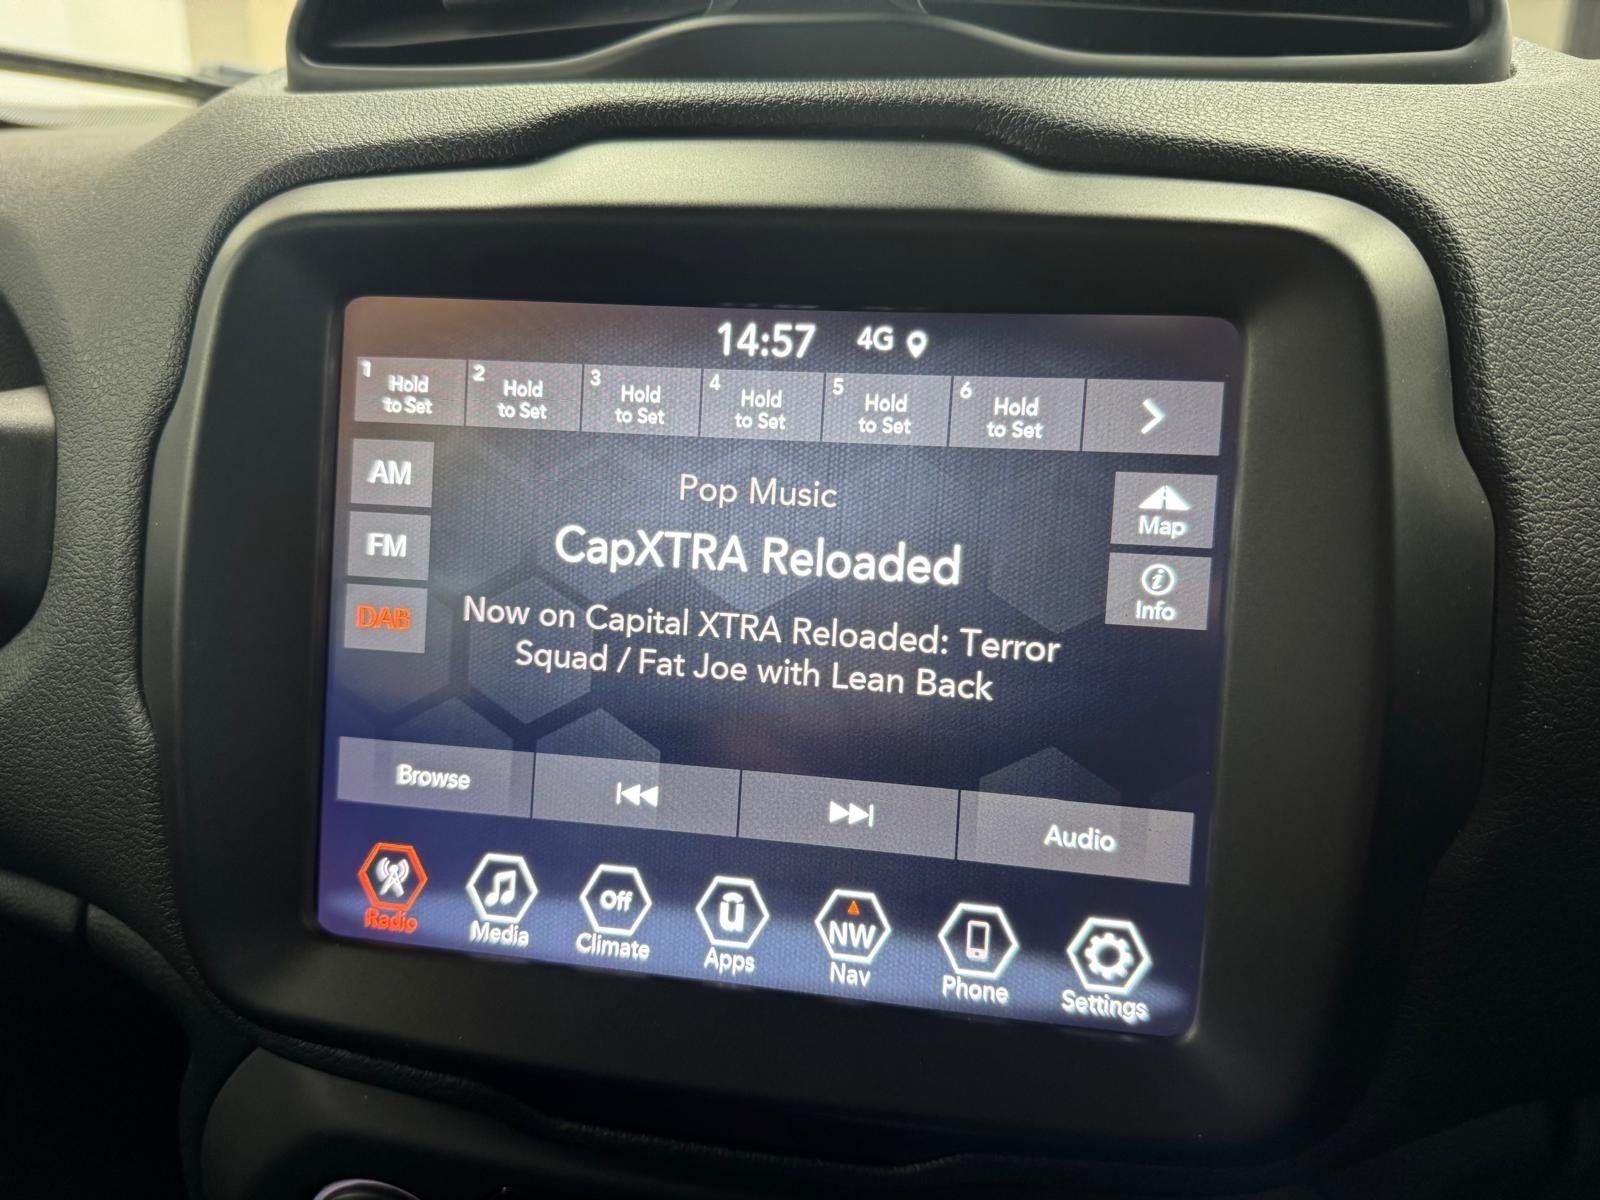 14:57 4G
1 Hold to Set
2 Hold to Set
3 Hold to Set
4 Hold to Set
5 Hold to Set
6 Hold to Set
AM
FM
DAB
Pop Music
CapXTRA Reloaded
Now on Capital XTRA Reloaded: Terror
Squad / Fat Joe with Lean Back
Map
i
Info
Browse
Audio
Radio
Media
Off
Climate
ū
Apps
NW
Nav
Phone
Settings